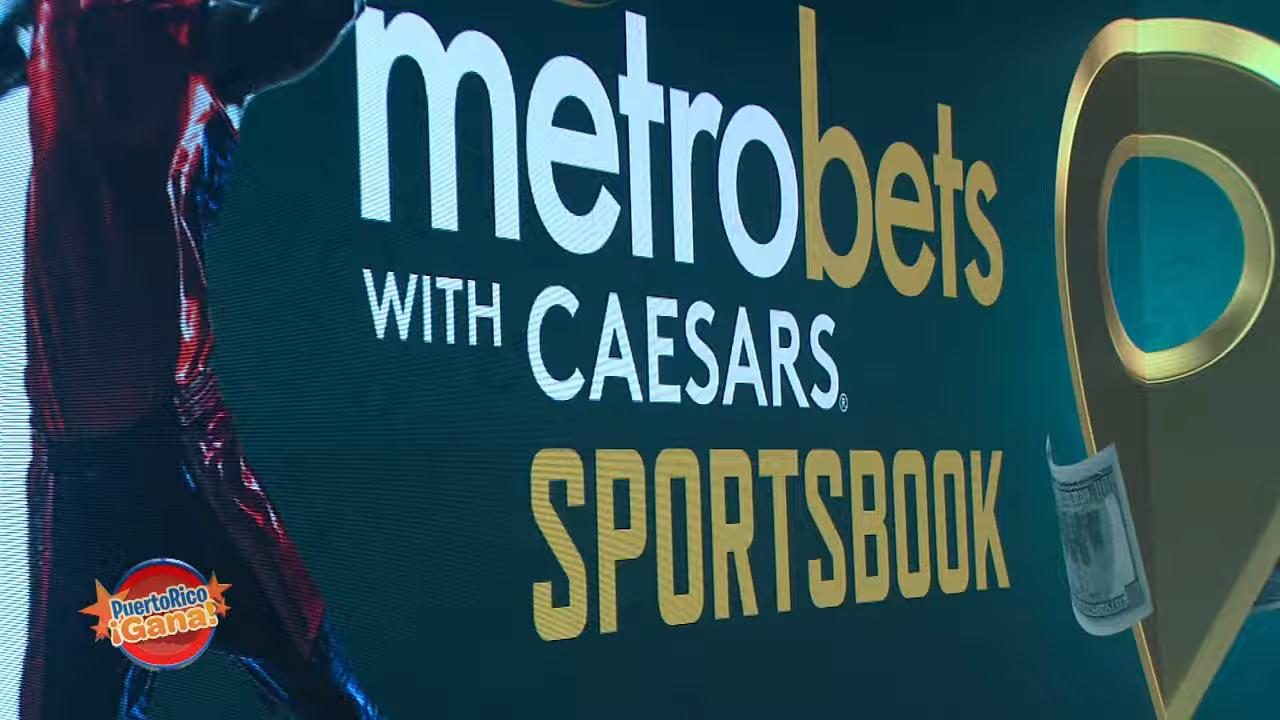 metrobets
WITH CAESARS®
SPORTSBOOK
PuertoRico
¡Gana!